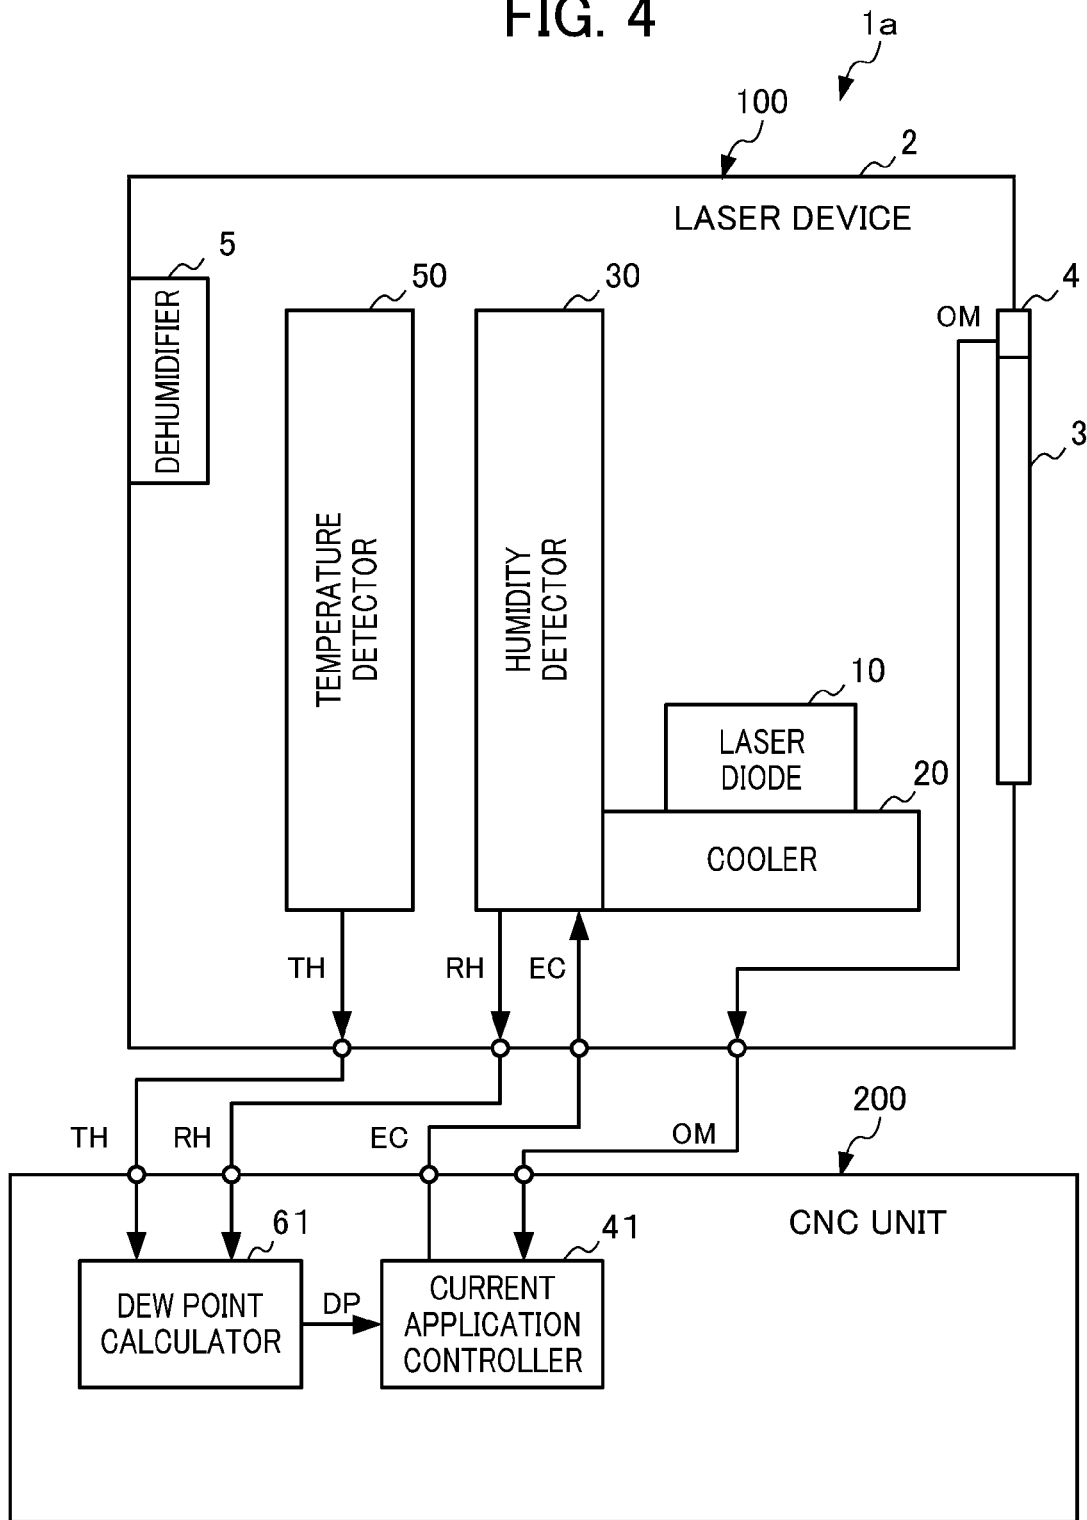 FIG. 4
1a
100
2
LASER DEVICE
5
50
30
4
OM
DEHUMIDIFIER
3
TEMPERATURE
DETECTOR
HUMIDITY
DETECTOR
10
LASER
DIODE
20
COOLER
TH
RH
EC
200
TH
RH
EC
OM
CNC UNIT
61
41
DEW POINT
CALCULATOR
DP
CURRENT
APPLICATION
CONTROLLER